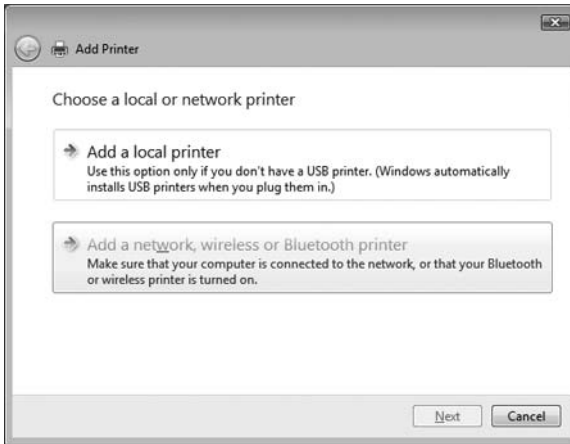 Add Printer
Choose a local or network printer
Add a local printer
Use this option only if you don't have a USB printer. (Windows automatically
installs USB printers when you plug them in.)
Add a network, wireless or Bluetooth printer
Make sure that your computer is connected to the network, or that your Bluetooth
or wireless printer is turned on.
Next Cancel